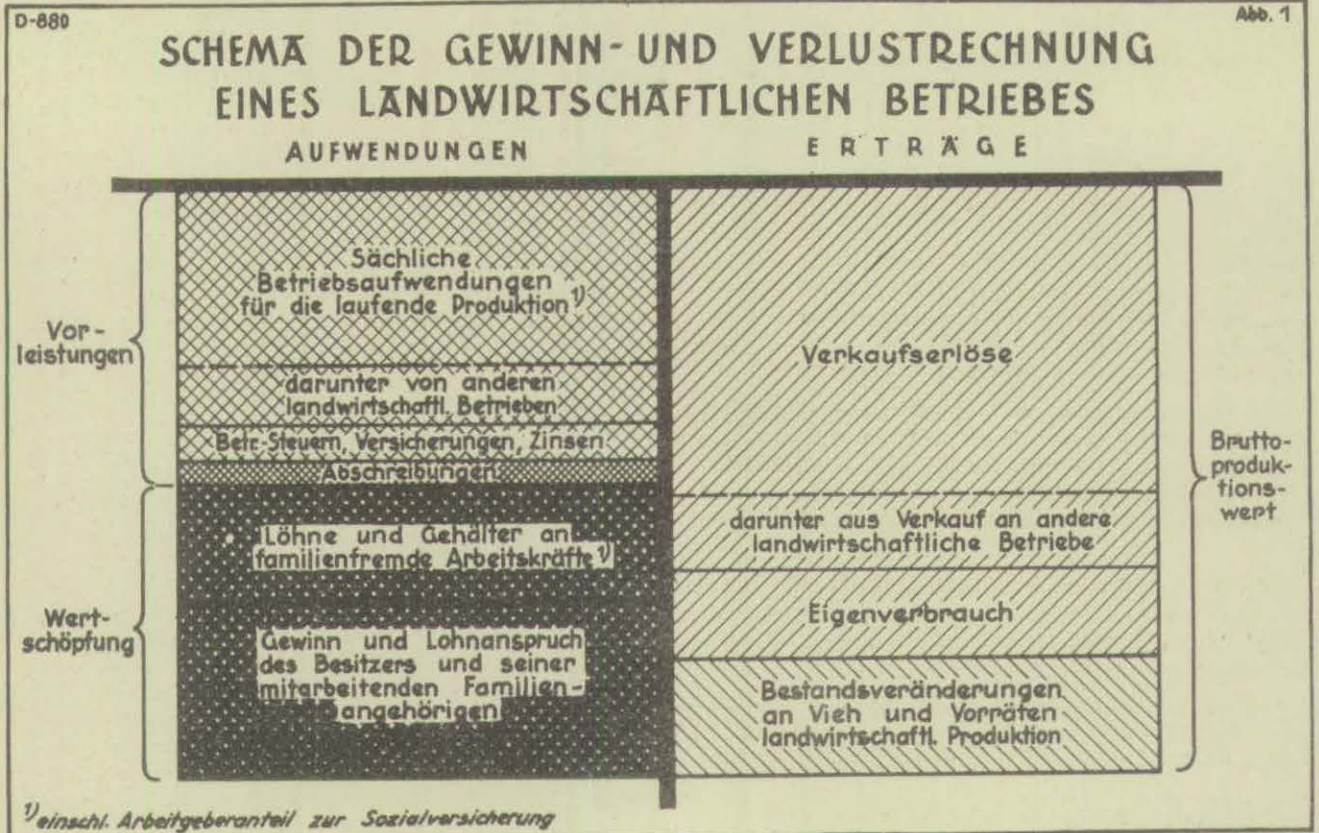 D-880
Abb. 1
SCHEMA DER GEWINN- UND VERLUSTRECHNUNG
EINES LANDWIRTSCHAFTLICHEN BETRIEBES
AUFWENDUNGEN
ERTRÄGE
Vor-
leistungen
Sächliche
Betriebsaufwendungen
für die laufende Produktion 1)
darunter von anderen
landwirtschaftl. Betrieben
Betr.-Steuern, Versicherungen, Zinsen
Abschreibungen
Wert-
schöpfung
Löhne und Gehälter an
familienfremde Arbeitskräfte 1)
Gewinn und Lohnanspruch
des Besitzers und seiner
mitarbeitenden Familien-
angehörigen
Verkaufserlöse
darunter aus Verkauf an andere
landwirtschaftliche Betriebe
Eigenverbrauch
Bestandsveränderungen
an Vieh und Vorräten
landwirtschaftl. Produktion
Brutto-
produk-
tions-
wert
1) einschl. Arbeitgeberanteil zur Sozialversicherung